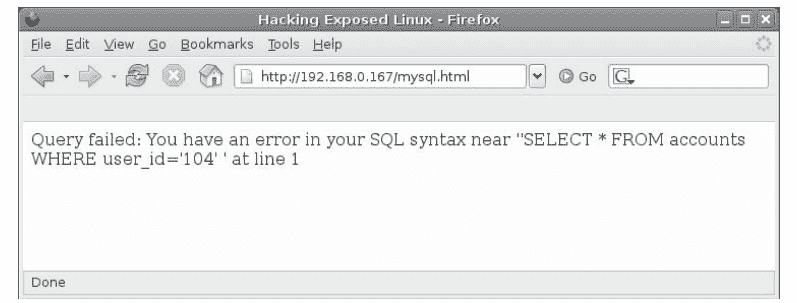 Hacking Exposed Linux - Firefox
File Edit View Go Bookmarks Tools Help
http://192.168.0.167/mysql.html Go G
Query failed: You have an error in your SQL syntax near "SELECT * FROM accounts
WHERE user_id='104' ' at line 1
Done